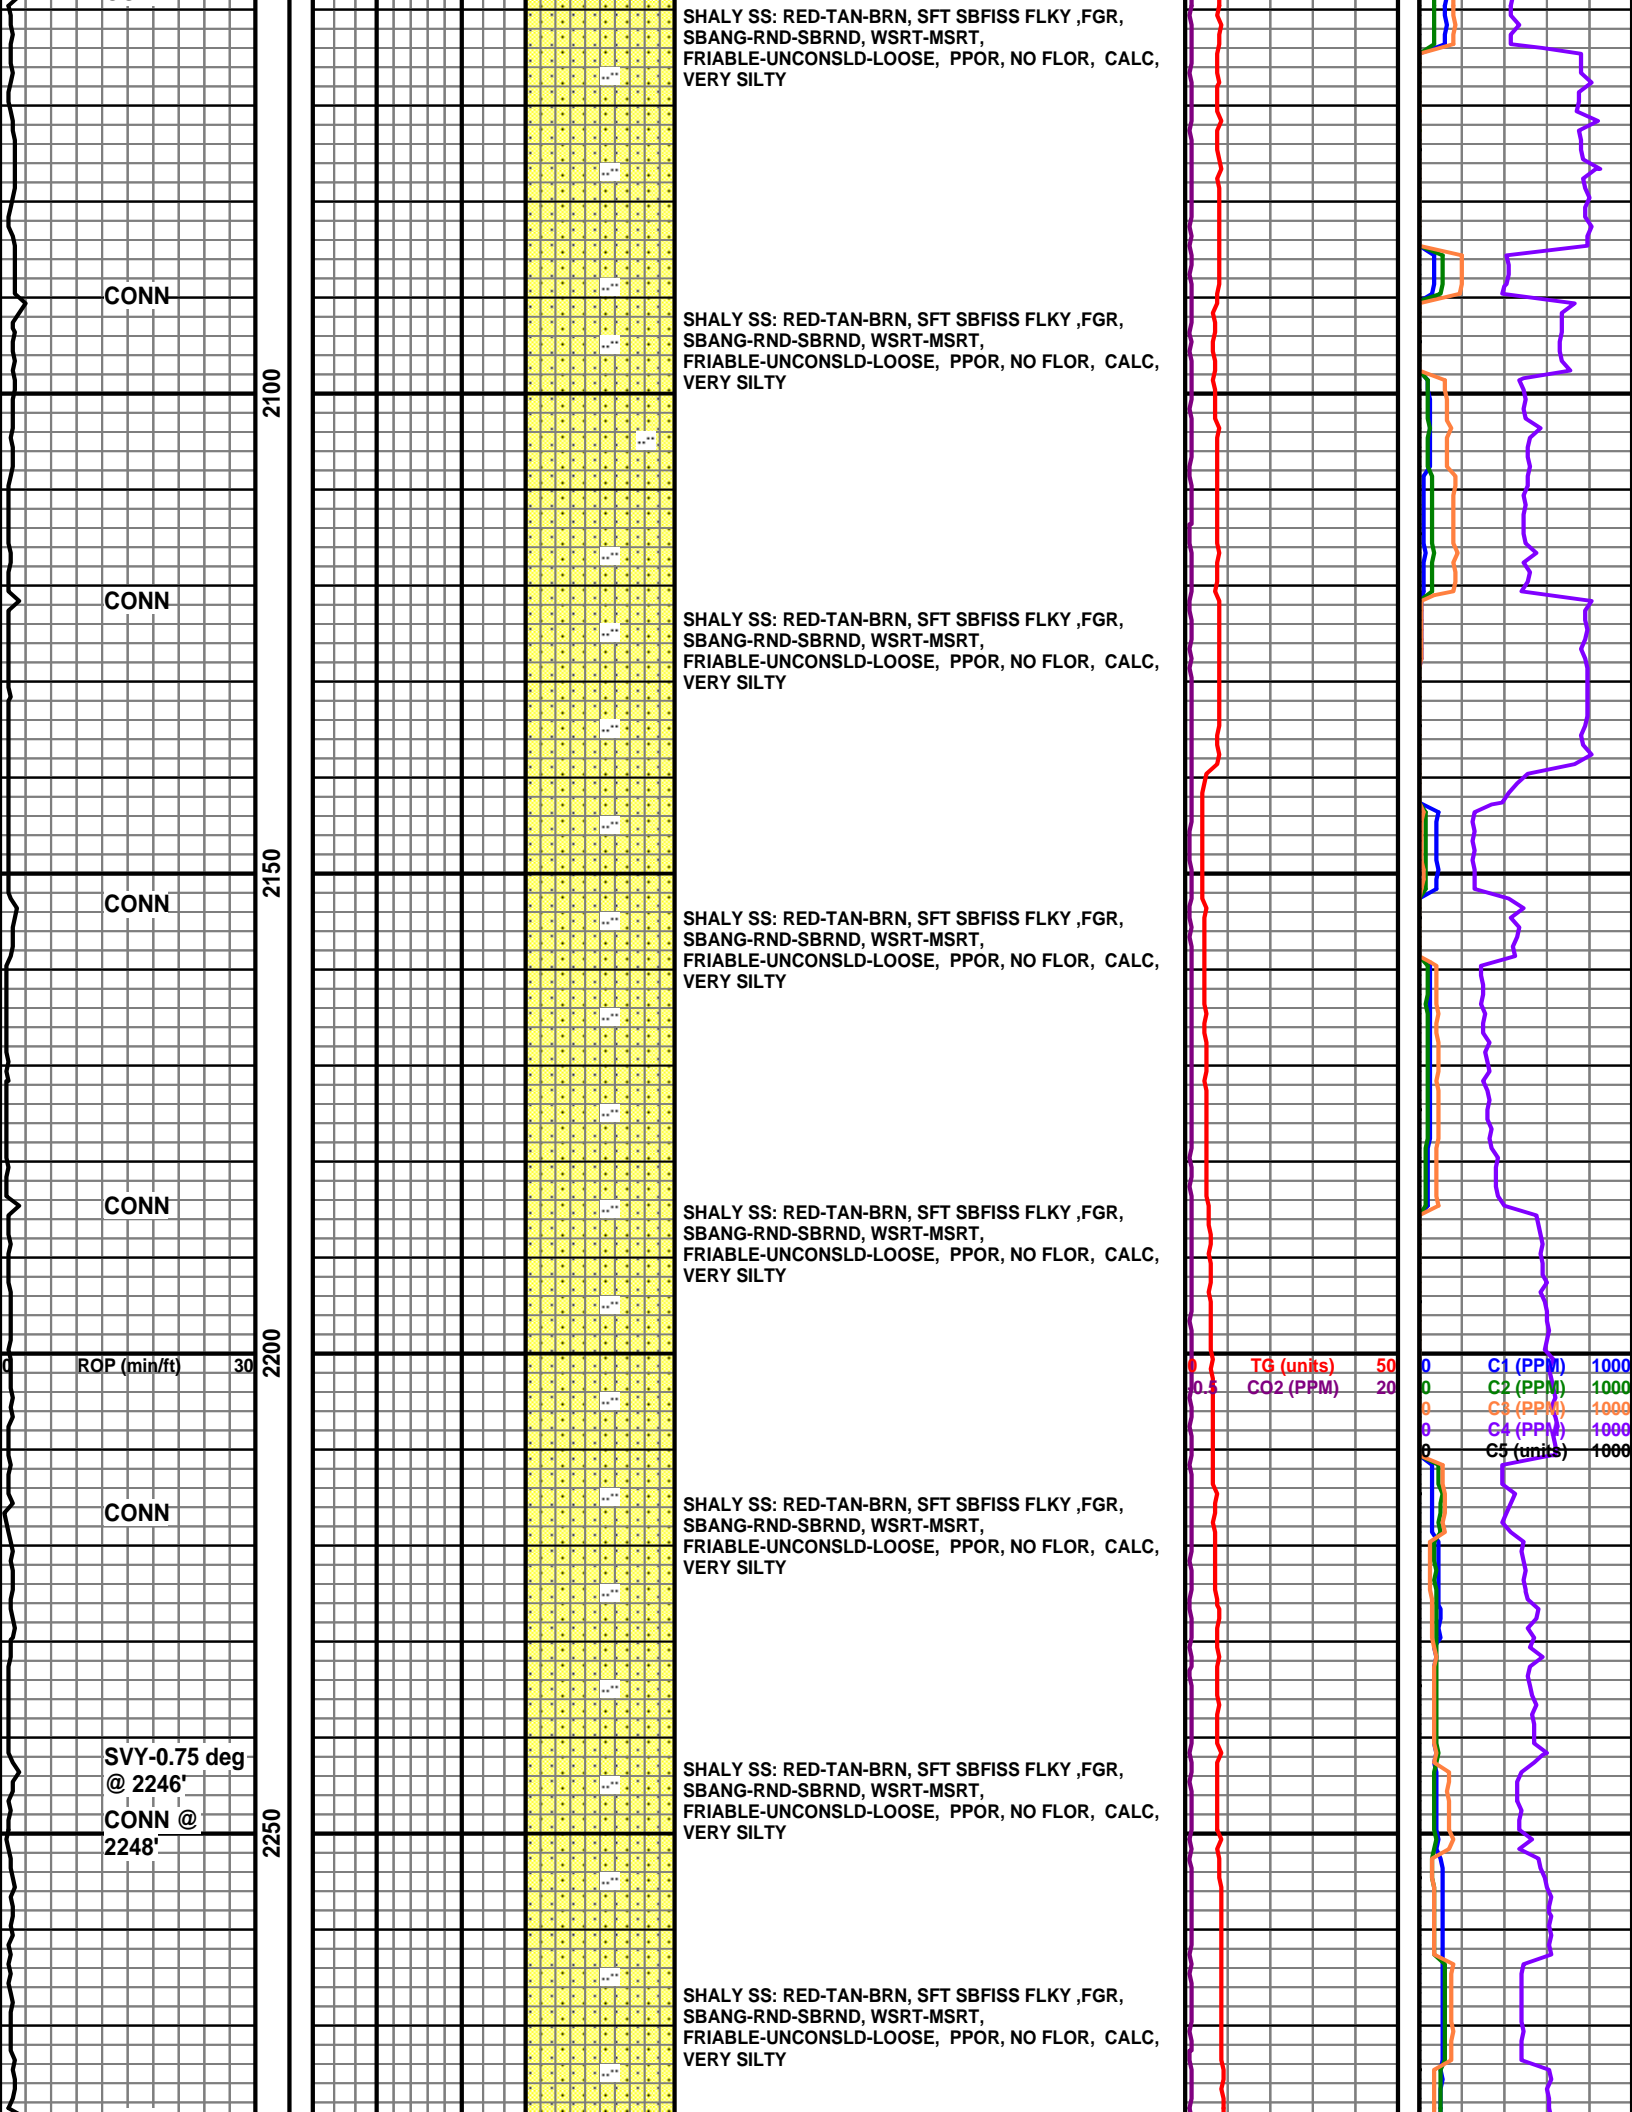 SHALY SS: RED-TAN-BRN, SFT SBFISS FLKY ,FGR,
SBANG-RND-SBRND, WSRT-MSRT,
FRIABLE-UNCONSLD-LOOSE,  PPOR, NO FLOR,  CALC,
VERY SILTY
CONN
SHALY SS: RED-TAN-BRN, SFT SBFISS FLKY ,FGR,
SBANG-RND-SBRND, WSRT-MSRT,
FRIABLE-UNCONSLD-LOOSE,  PPOR, NO FLOR,  CALC,
VERY SILTY
2100
CONN
SHALY SS: RED-TAN-BRN, SFT SBFISS FLKY ,FGR,
SBANG-RND-SBRND, WSRT-MSRT,
FRIABLE-UNCONSLD-LOOSE,  PPOR, NO FLOR,  CALC,
VERY SILTY
2150
CONN
SHALY SS: RED-TAN-BRN, SFT SBFISS FLKY ,FGR,
SBANG-RND-SBRND, WSRT-MSRT,
FRIABLE-UNCONSLD-LOOSE,  PPOR, NO FLOR,  CALC,
VERY SILTY
CONN
SHALY SS: RED-TAN-BRN, SFT SBFISS FLKY ,FGR,
SBANG-RND-SBRND, WSRT-MSRT,
FRIABLE-UNCONSLD-LOOSE,  PPOR, NO FLOR,  CALC,
VERY SILTY
2200
0 ROP (min/ft) 30
0 TG (units) 50
-0.5 CO2 (PPM) 20
0 C1 (PPM) 1000
0 C2 (PPM) 1000
0 C3 (PPM) 1000
0 C4 (PPM) 1000
0 C5 (units) 1000
CONN
SHALY SS: RED-TAN-BRN, SFT SBFISS FLKY ,FGR,
SBANG-RND-SBRND, WSRT-MSRT,
FRIABLE-UNCONSLD-LOOSE,  PPOR, NO FLOR,  CALC,
VERY SILTY
SVY-0.75 deg
@ 2246'
CONN @
2248'
2250
SHALY SS: RED-TAN-BRN, SFT SBFISS FLKY ,FGR,
SBANG-RND-SBRND, WSRT-MSRT,
FRIABLE-UNCONSLD-LOOSE,  PPOR, NO FLOR,  CALC,
VERY SILTY
SHALY SS: RED-TAN-BRN, SFT SBFISS FLKY ,FGR,
SBANG-RND-SBRND, WSRT-MSRT,
FRIABLE-UNCONSLD-LOOSE,  PPOR, NO FLOR,  CALC,
VERY SILTY